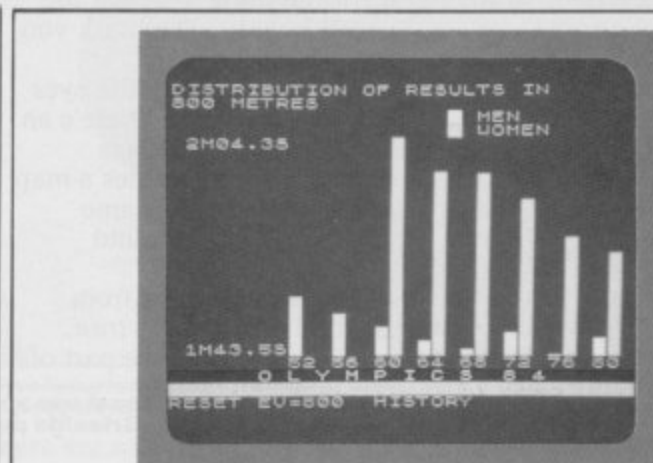 DISTRIBUTION OF RESULTS IN
800 METRES
MEN
WOMEN
2M04.35
1M43.55
52 56 60 64 68 72 76 80
OLYMPICS 84
RESET EV=800 HISTORY